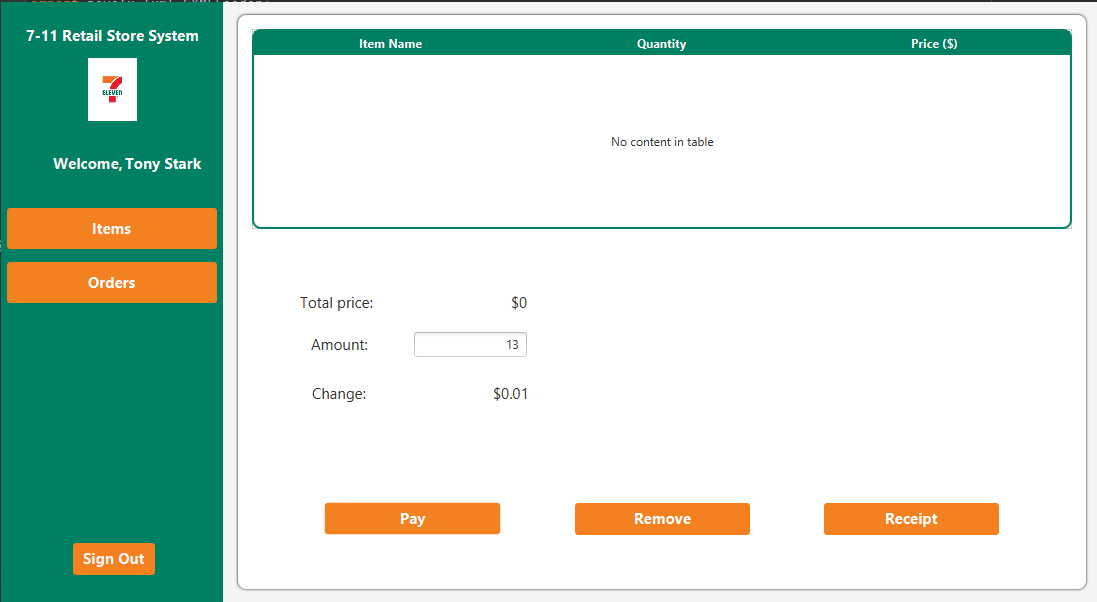 7-11 Retail Store System
ELEVEN
Welcome, Tony Stark
Items
Orders
Sign Out
Item Name Quantity Price ($)
No content in table
Total price: $0
Amount: 13
Change: $0.01
Pay Remove Receipt